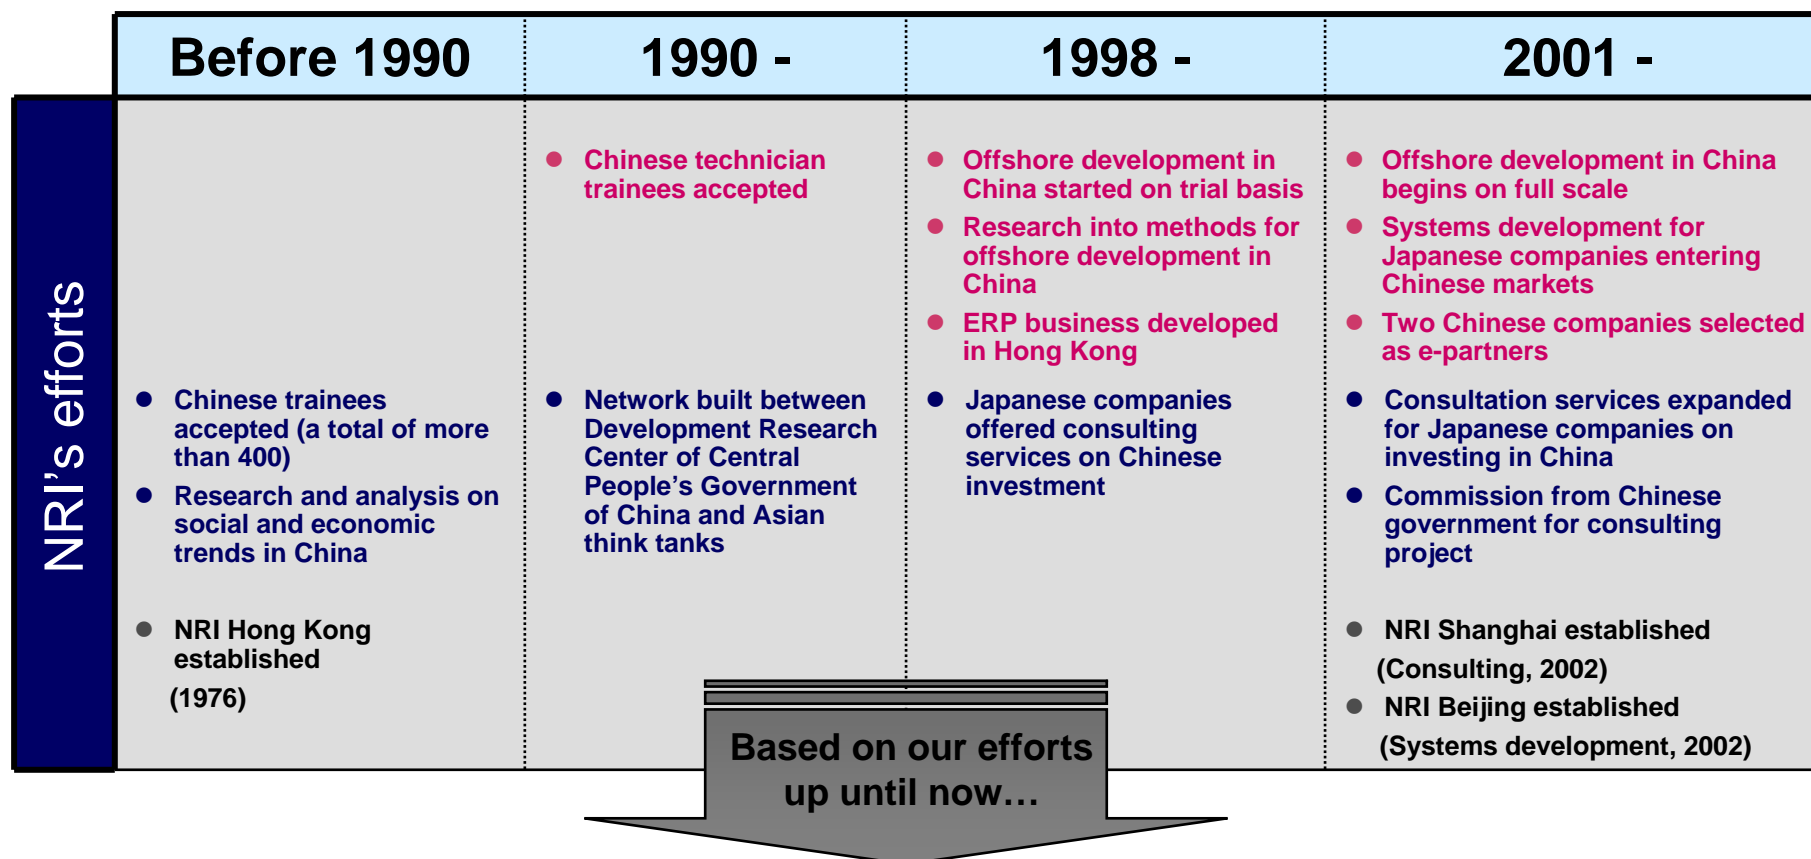 Before 1990
1990 -
1998 -
2001 -
NRI's efforts
Chinese trainees
accepted (a total of more
than 400)
Research and analysis on
social and economic
trends in China
NRI Hong Kong
established
(1976)
Chinese technician
trainees accepted
Network built between
Development Research
Center of Central
People's Government
of China and Asian
think tanks
Offshore development in
China started on trial basis
Research into methods for
offshore development in
China
ERP business developed
in Hong Kong
Japanese companies
offered consulting
services on Chinese
investment
Offshore development in China
begins on full scale
Systems development for
Japanese companies entering
Chinese markets
Two Chinese companies selected
as e-partners
Consultation services expanded
for Japanese companies on
investing in China
Commission from Chinese
government for consulting
project
NRI Shanghai established
(Consulting, 2002)
NRI Beijing established
(Systems development, 2002)
Based on our efforts
up until now…